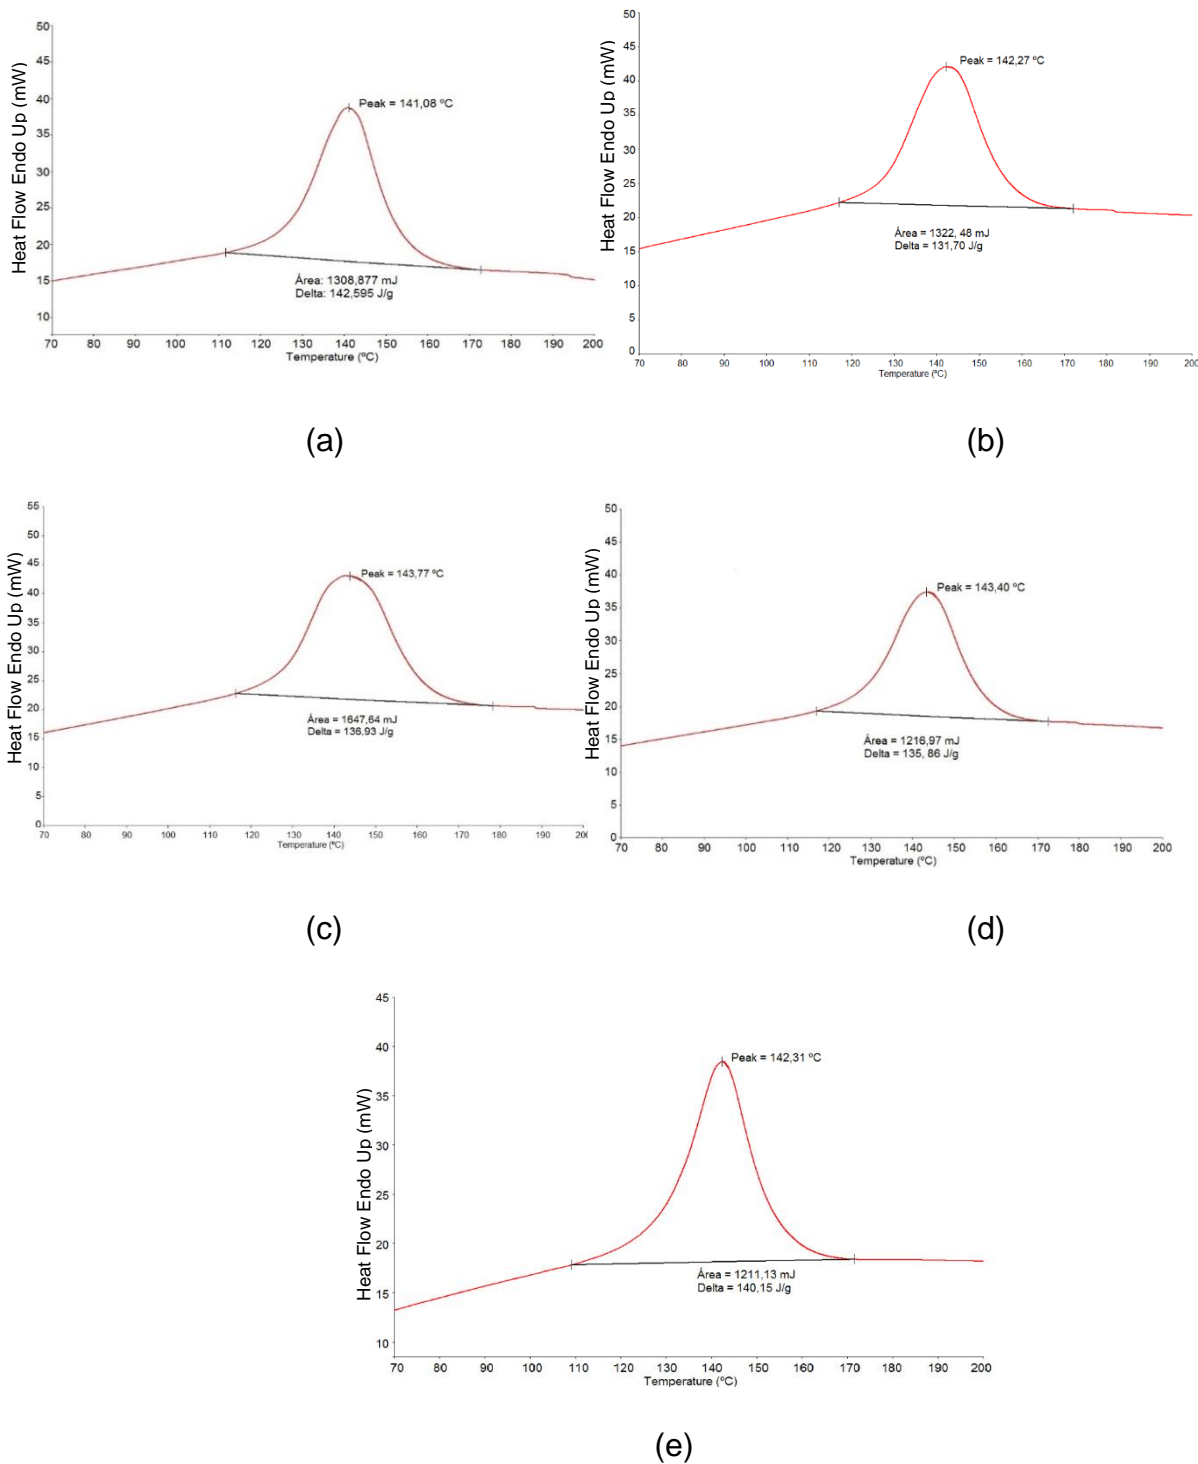 Heat Flow Endo Up (mW)
50
45
40
35
30
25
20
15
10
Peak = 141,08 ºC
Área: 1308,877 mJ
Delta: 142,595 J/g
70 80 90 100 110 120 130 140 150 160 170 180 190 200
Temperature (ºC)
(a)
Heat Flow Endo Up (mW)
50
45
40
35
30
25
20
15
10
5
0
Peak = 142,27 ºC
Área = 1322, 48 mJ
Delta = 131,70 J/g
70 80 90 100 110 120 130 140 150 160 170 180 190 200
Temperature (ºC)
(b)
Heat Flow Endo Up (mW)
55
50
45
40
35
30
25
20
15
10
5
0
Peak = 143,77 ºC
Área = 1647,64 mJ
Delta = 136,93 J/g
70 80 90 100 110 120 130 140 150 160 170 180 190 200
Temperature (ºC)
(c)
Heat Flow Endo Up (mW)
50
45
40
35
30
25
20
15
10
5
0
Peak = 143,40 ºC
Área = 1216,97 mJ
Delta = 135, 86 J/g
70 80 90 100 110 120 130 140 150 160 170 180 190 200
Temperature (ºC)
(d)
Heat Flow Endo Up (mW)
45
40
35
30
25
20
15
10
Peak = 142,31 ºC
Área = 1211,13 mJ
Delta = 140,15 J/g
70 80 90 100 110 120 130 140 150 160 170 180 190 200
Temperature (ºC)
(e)